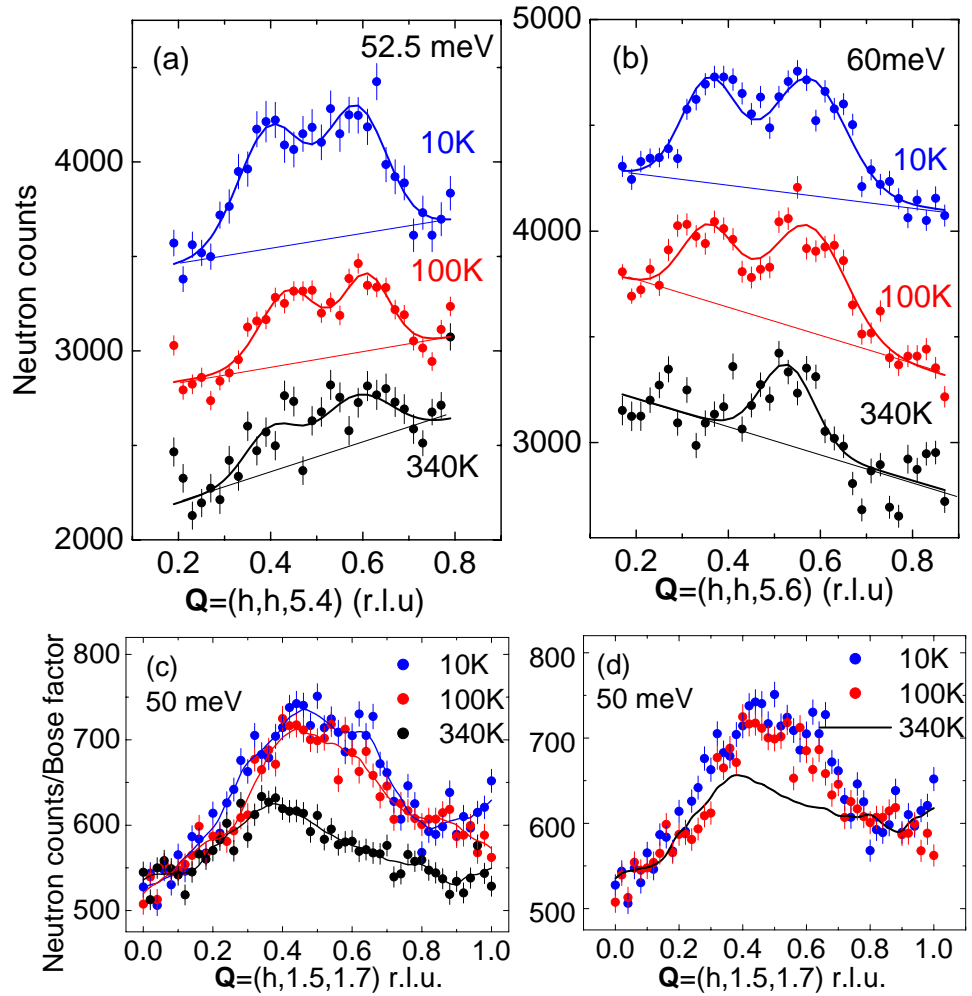 (a)
52.5 meV
10K
100K
340K
4000
3000
2000
Neutron counts
0.2 0.4 0.6 0.8
Q=(h,h,5.4) (r.l.u)
(b)
60meV
10K
100K
340K
5000
4000
3000
0.2 0.4 0.6 0.8
Q=(h,h,5.6) (r.l.u)
(c)
50 meV
10K
100K
340K
800
700
600
500
Neutron counts/Bose factor
0.0 0.2 0.4 0.6 0.8 1.0
Q=(h,1.5,1.7) r.l.u.
(d)
50 meV
10K
100K
340K
800
700
600
500
0.0 0.2 0.4 0.6 0.8 1.0
Q=(h,1.5,1.7) r.l.u.